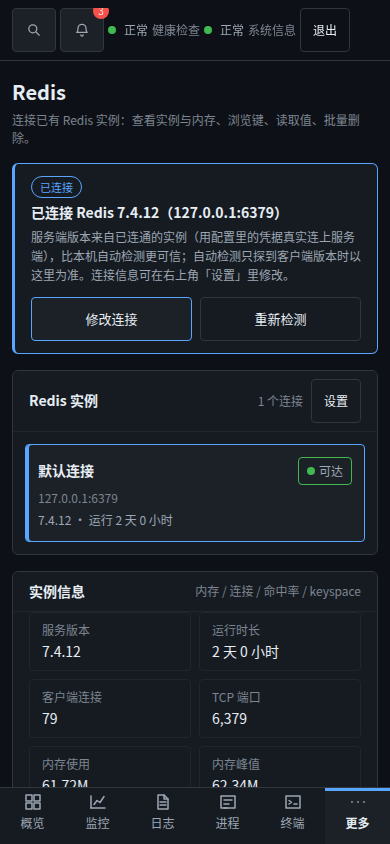 3
正常 健康检查 正常 系统信息 退出
Redis
连接已有 Redis 实例：查看实例与内存、浏览键、读取值、批量删
除。
已连接
已连接 Redis 7.4.12（127.0.0.1:6379）
服务端版本来自已连通的实例（用配置里的凭据真实连上服务
端），比本机自动检测更可信；自动检测只探到客户端版本时以
这里为准。连接信息可在右上角「设置」里修改。
修改连接 重新检测
Redis 实例 1 个连接 设置
默认连接 可达
127.0.0.1:6379
7.4.12 · 运行 2 天 0 小时
实例信息 内存 / 连接 / 命中率 / keyspace
服务版本 运行时长
7.4.12 2 天 0 小时
客户端连接 TCP 端口
79 6,379
内存使用 内存峰值
61.72M 62.34M
概览 监控 日志 进程 终端 更多